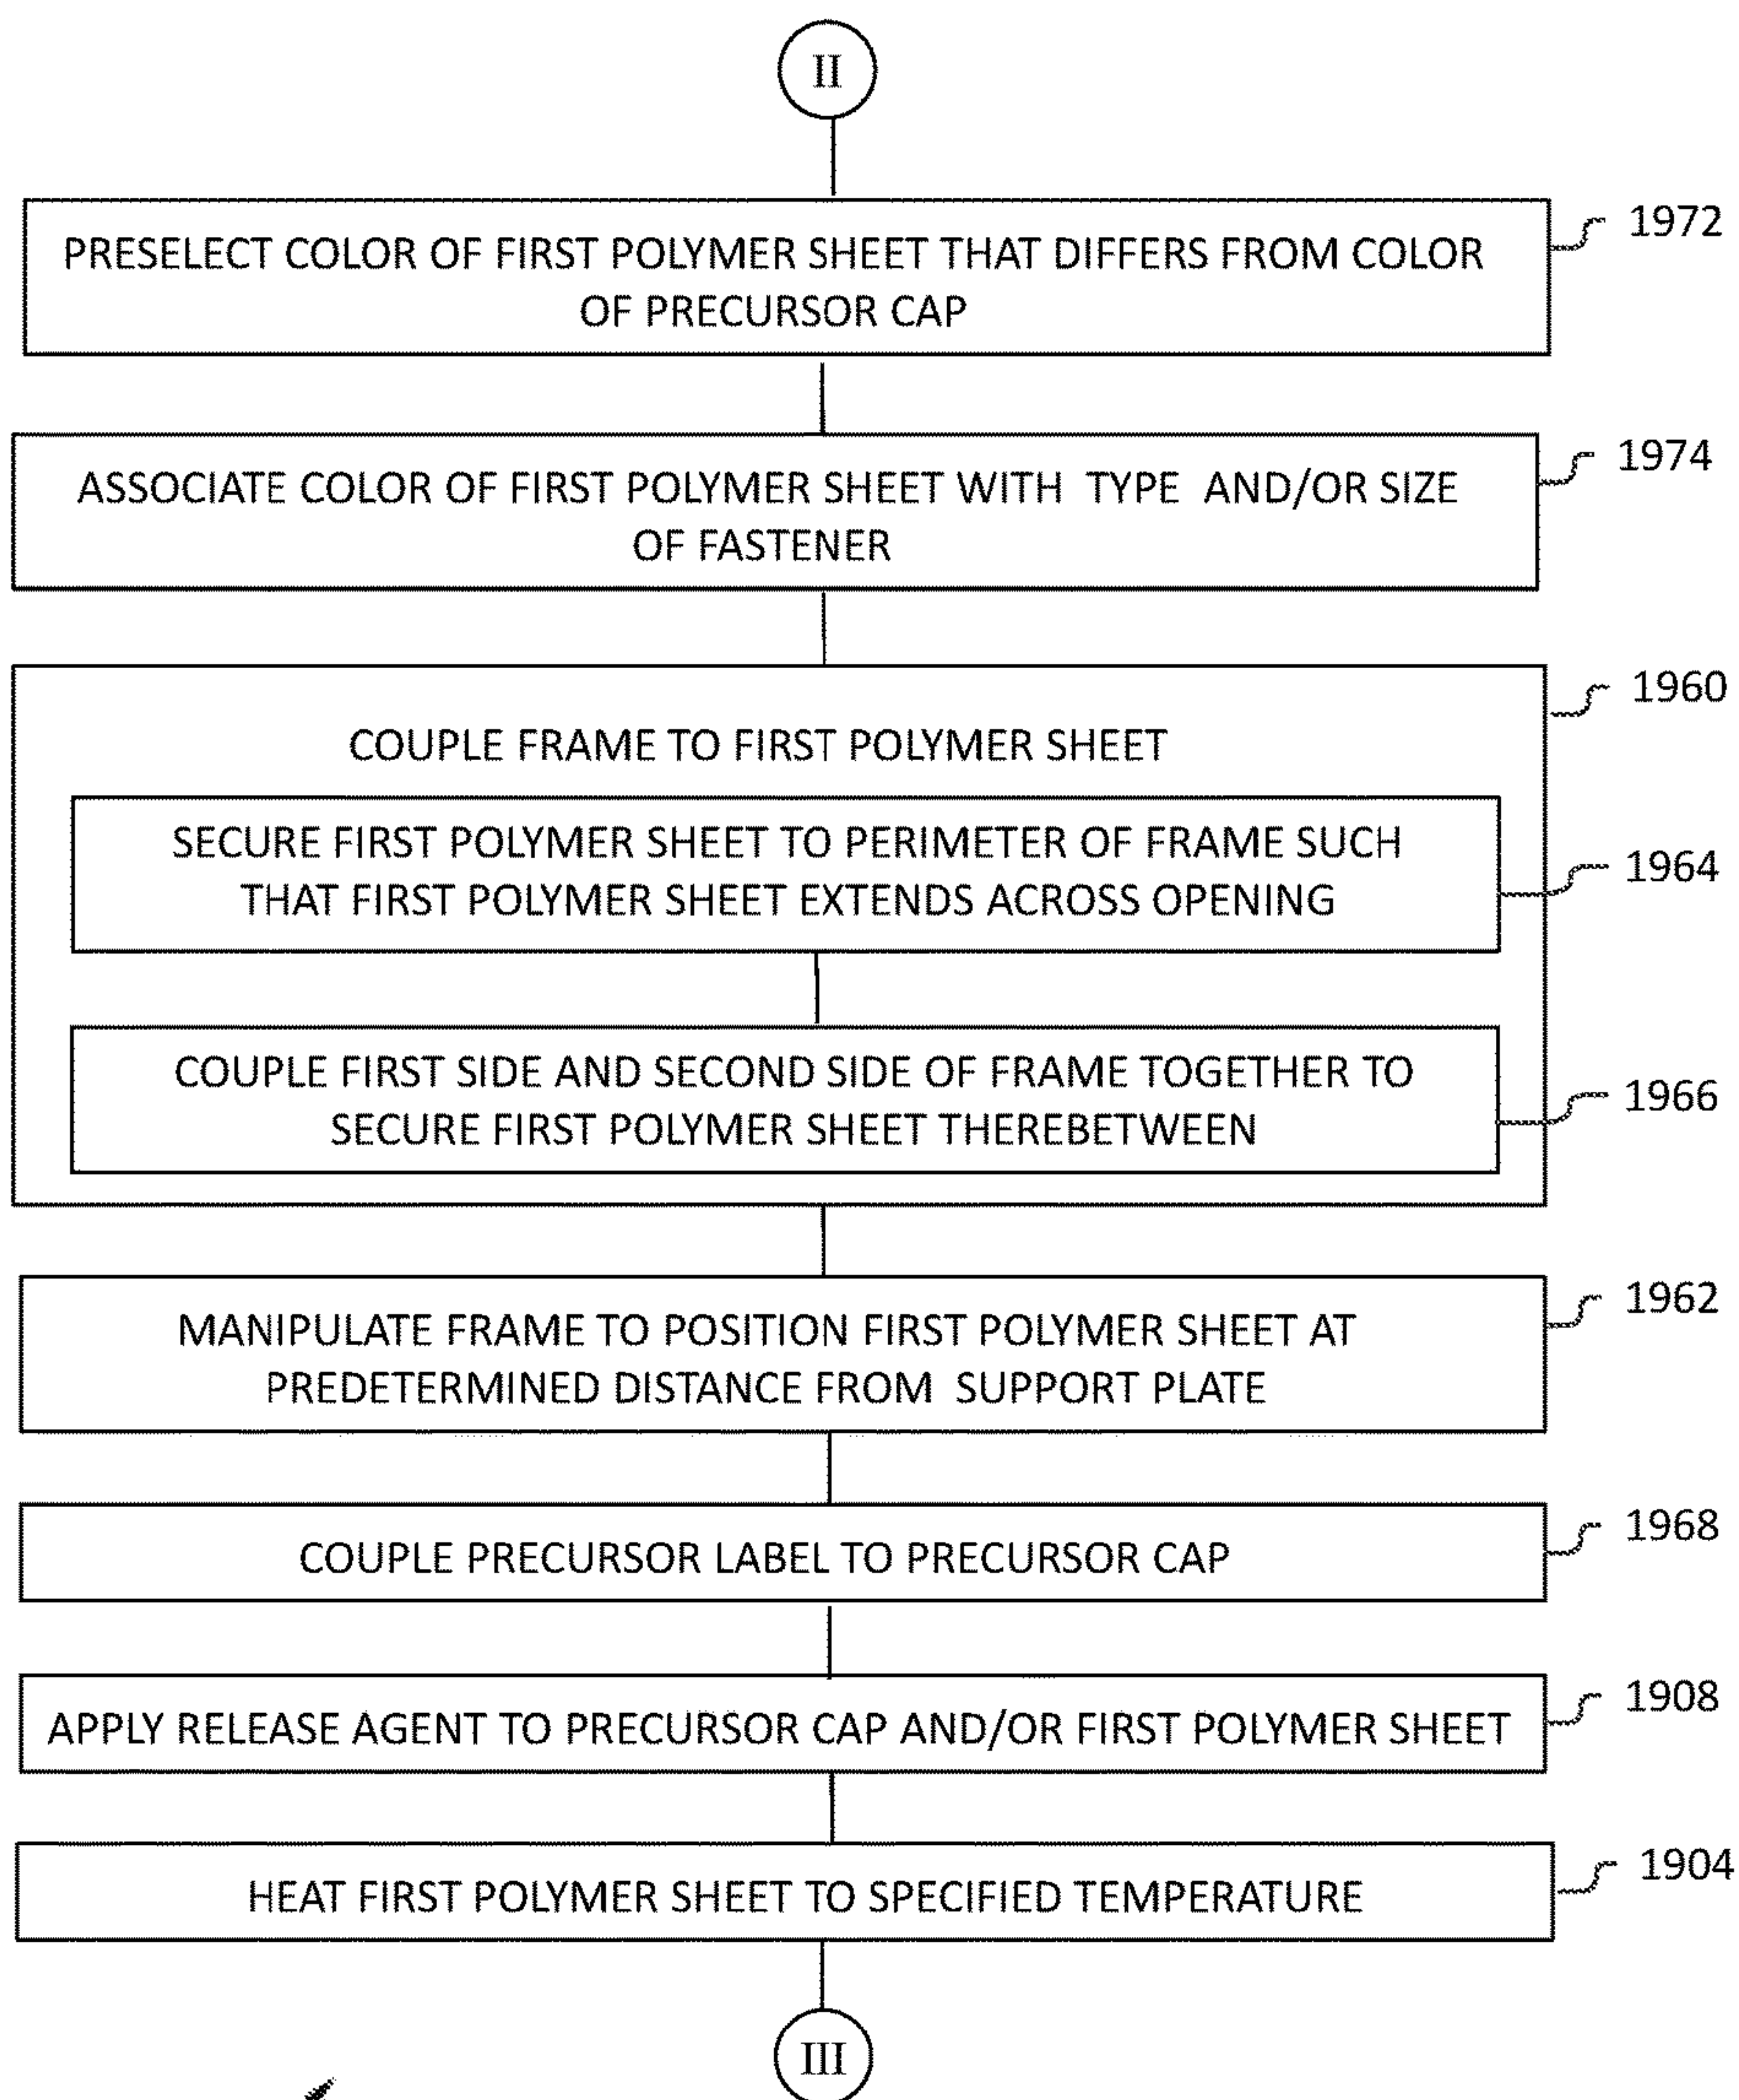 II
PRESELECT COLOR OF FIRST POLYMER SHEET THAT DIFFERS FROM COLOR
OF PRECURSOR CAP
1972
ASSOCIATE COLOR OF FIRST POLYMER SHEET WITH TYPE AND/OR SIZE
OF FASTENER
1974
COUPLE FRAME TO FIRST POLYMER SHEET
1960
SECURE FIRST POLYMER SHEET TO PERIMETER OF FRAME SUCH
THAT FIRST POLYMER SHEET EXTENDS ACROSS OPENING
1964
COUPLE FIRST SIDE AND SECOND SIDE OF FRAME TOGETHER TO
SECURE FIRST POLYMER SHEET THEREBETWEEN
1966
MANIPULATE FRAME TO POSITION FIRST POLYMER SHEET AT
PREDETERMINED DISTANCE FROM SUPPORT PLATE
1962
COUPLE PRECURSOR LABEL TO PRECURSOR CAP
1968
APPLY RELEASE AGENT TO PRECURSOR CAP AND/OR FIRST POLYMER SHEET
1908
HEAT FIRST POLYMER SHEET TO SPECIFIED TEMPERATURE
1904
III